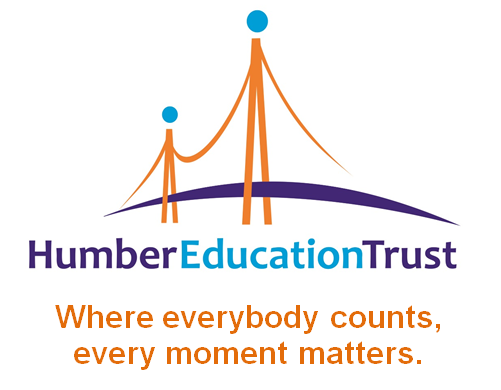 HumberEducationTrust
Where everybody counts,
every moment matters.